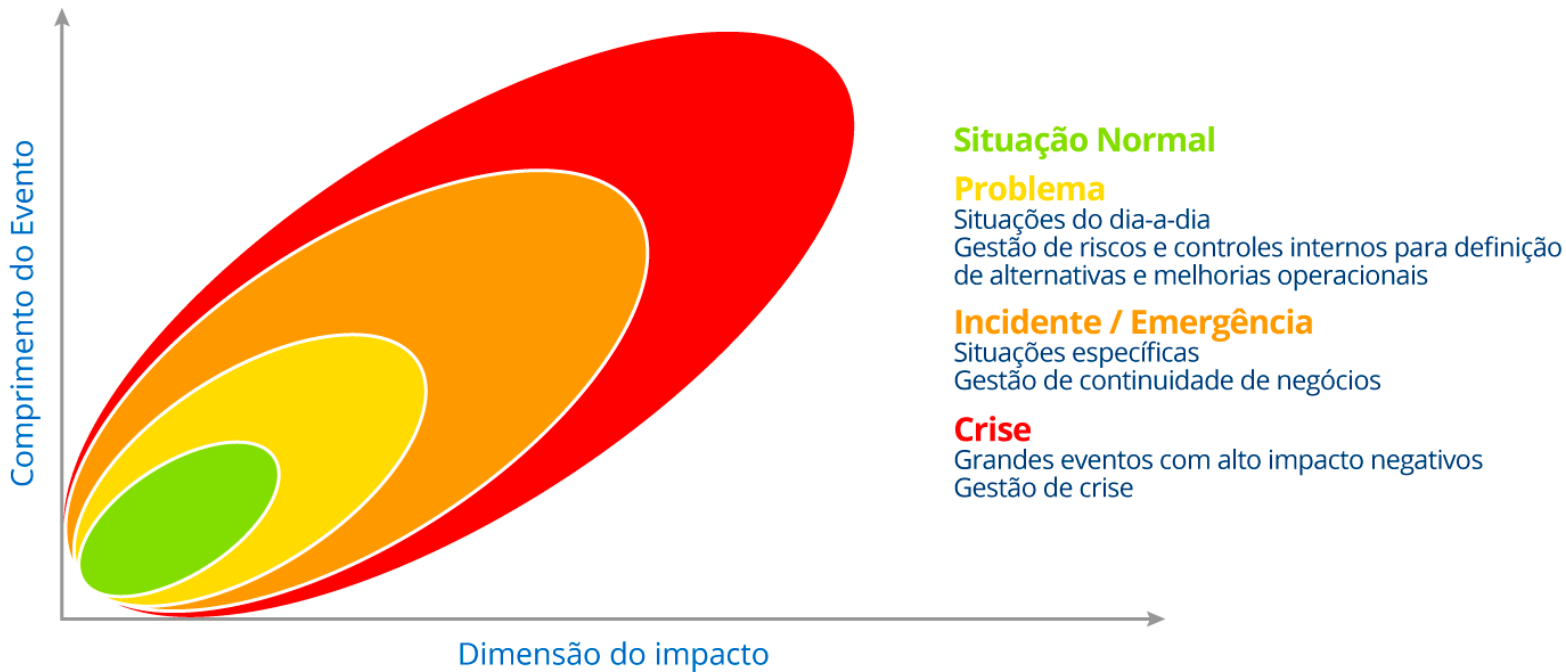 Comprimento do Evento
Situação Normal
Problema
Situações do dia-a-dia
Gestão de riscos e controles internos para definição
de alternativas e melhorias operacionais
Incidente / Emergência
Situações específicas
Gestão de continuidade de negócios
Crise
Grandes eventos com alto impacto negativos
Gestão de crise
Dimensão do impacto